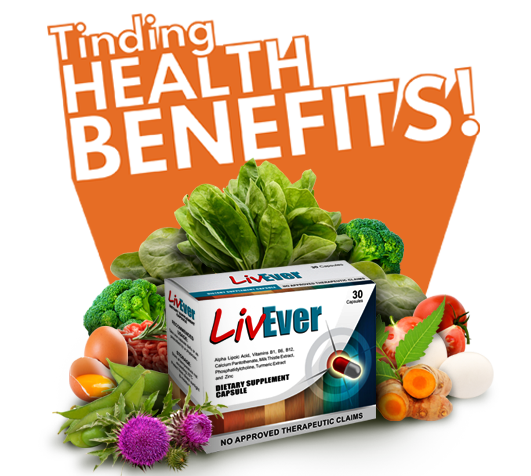 Tinding
HEALTH
BENEFITS!
30 Capsules
LivEver
DIETARY SUPPLEMENT CAPSULE
NO APPROVED THERAPEUTIC CLAIMS
LivEver
30
Capsules
Alpha Lipoic Acid, Vitamins B1, B6, B12,
Calcium Pantothenate, Milk Thistle Extract,
Phosphatidylcholine, Turmeric Extract
and Zinc
DIETARY SUPPLEMENT
CAPSULE
NO APPROVED THERAPEUTIC CLAIMS